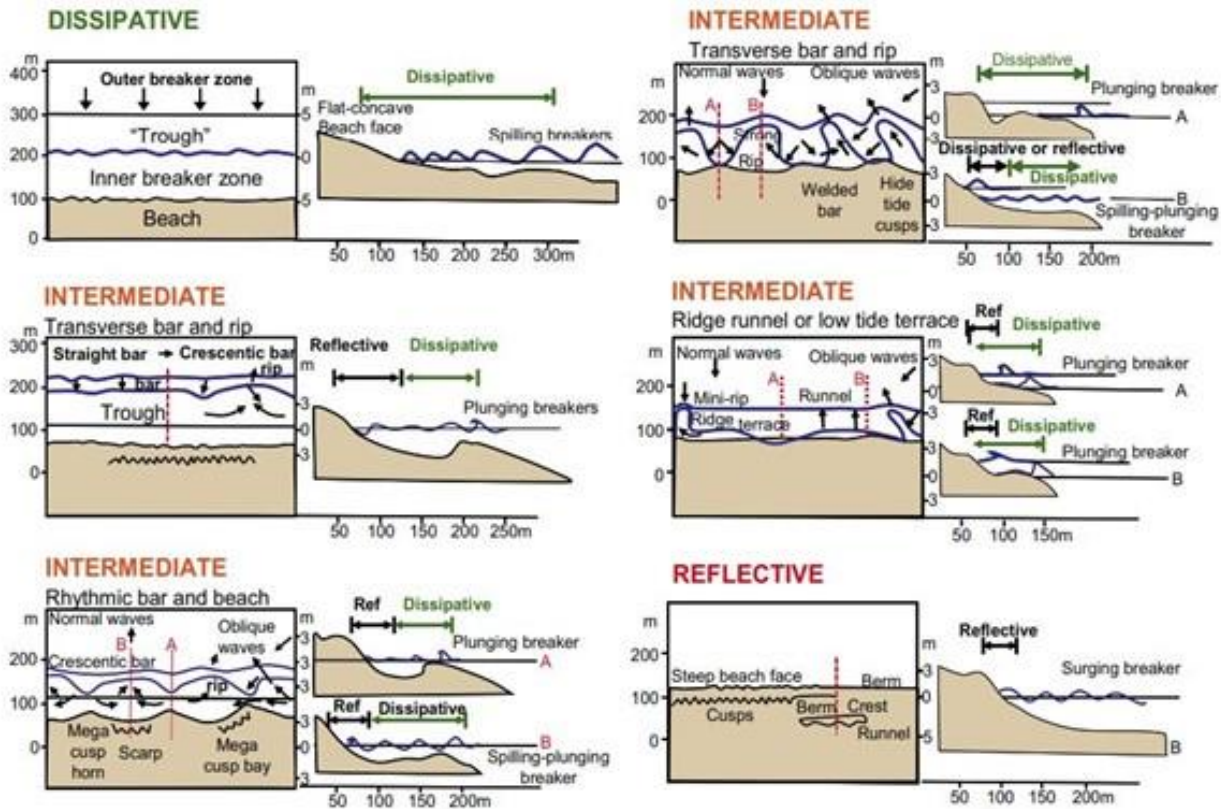 DISSIPATIVE
m
400
300
200
100
0
Outer breaker zone
"Trough"
Inner breaker zone
Beach
m
5
0
5
Dissipative
Flat-concave
Beach face
Spilling breakers
50 100 150 200 250 300m
INTERMEDIATE
Transverse bar and rip
m
300
200
100
0
Straight bar
Crescentic bar
rip
bar
Trough
3
0
3
Reflective
Dissipative
Plunging breakers
50 100 150 200 250m
INTERMEDIATE
Rhythmic bar and beach
m
200
100
0
Normal waves
B
A
Oblique
waves
Crescentic bar
rip
Mega
cusp
horn
Scarp
Mega
cusp bay
m
3
0
3
Ref
Dissipative
Plunging breaker
A
3
0
3
Ref
Dissipative
B
Spilling-plunging
breaker
50 100 150 200m
INTERMEDIATE
Transverse bar and rip
m
200
100
0
Normal waves
Oblique waves
A
B
Strong
Rip
Welded
bar
Hide
tide
cusps
3
0
3
Dissipative
Plunging breaker
A
Dissipative or reflective
Dissipative
3
0
3
B
Spilling-plunging
breaker
50 100 150 200m
INTERMEDIATE
Ridge runnel or low tide terrace
m
200
100
0
Normal waves
Oblique waves
A
B
Mini-rip
Runnel
Ridge terrace
m
3
0
3
Ref
Dissipative
Plunging breaker
A
Ref
Dissipative
3
0
3
Plunging breaker
B
50 100 150m
REFLECTIVE
m
200
100
0
Steep beach face
Berm
Cusps
Berm
Crest
Runnel
m
3
0
5
Reflective
Surging breaker
B
50 100 150 200m